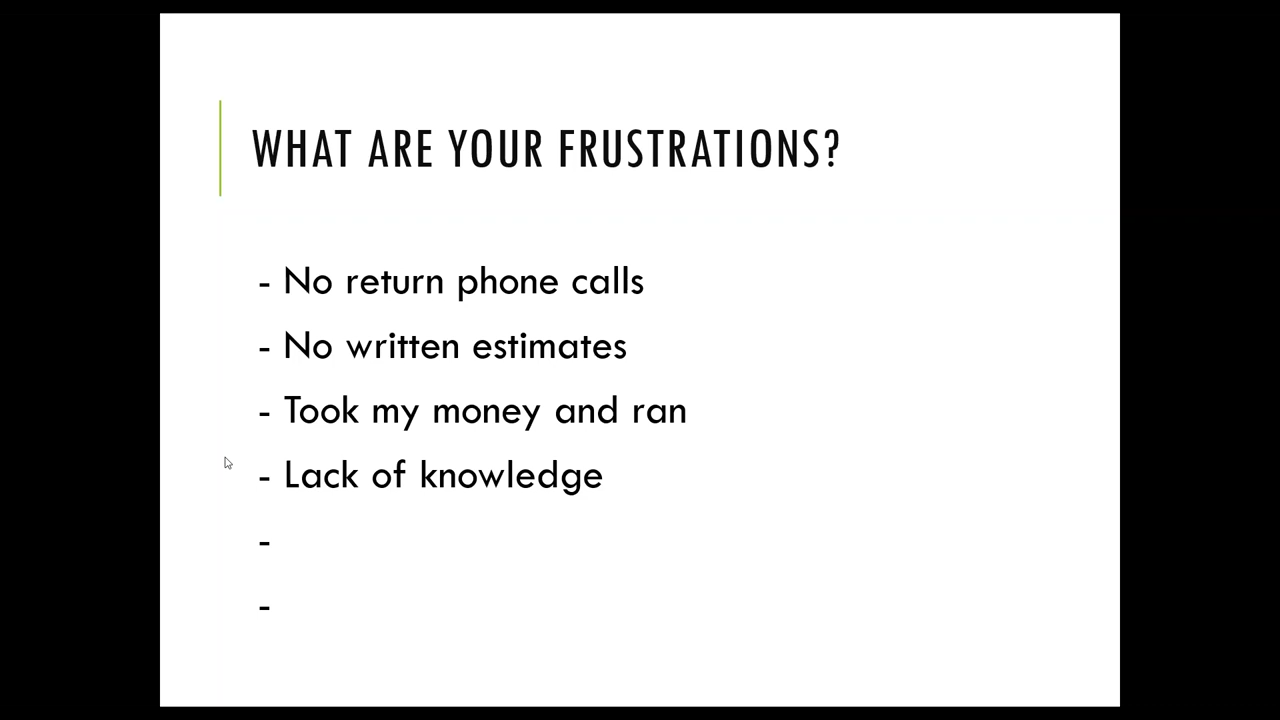 WHAT ARE YOUR FRUSTRATIONS?
- No return phone calls
- No written estimates
- Took my money and ran
- Lack of knowledge
-
-